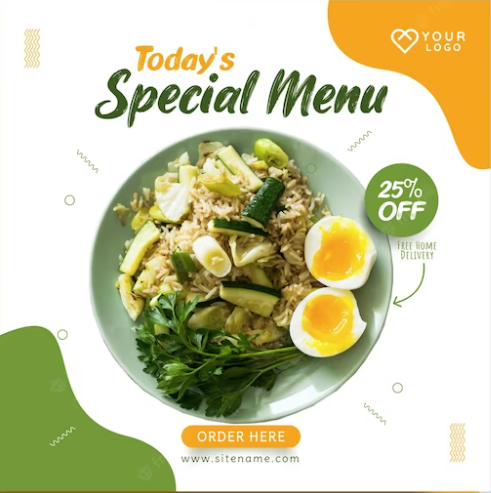 YOUR
LOGO
Today's
Special Menu
25%
OFF
FREE HOME
DELIVERY
ORDER HERE
www.sitename.com